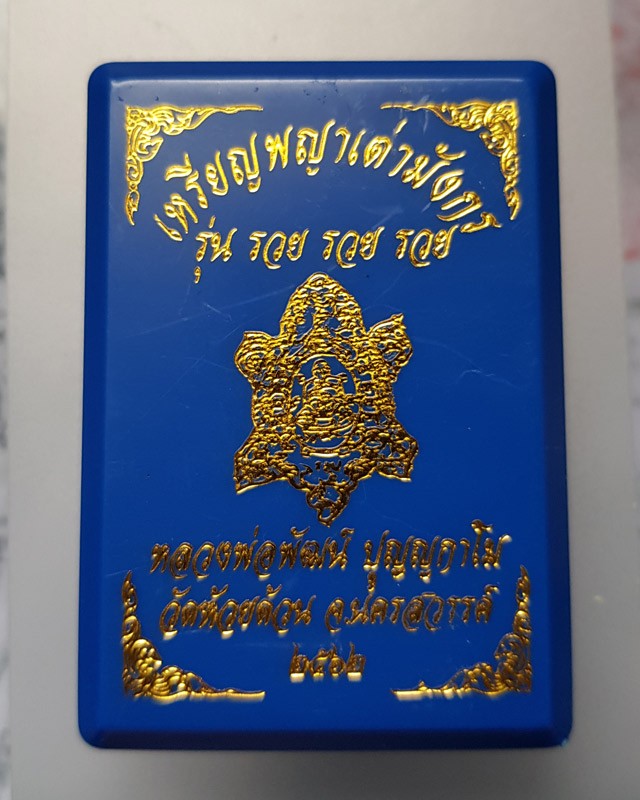 เหรียญพญาเต่ามังกร
รุ่น รวย รวย รวย
หลวงพ่อพัฒน์ ปุญญกาโม
วัดห้วยด้วน จ.นครสวรรค์
๒๕๖๒